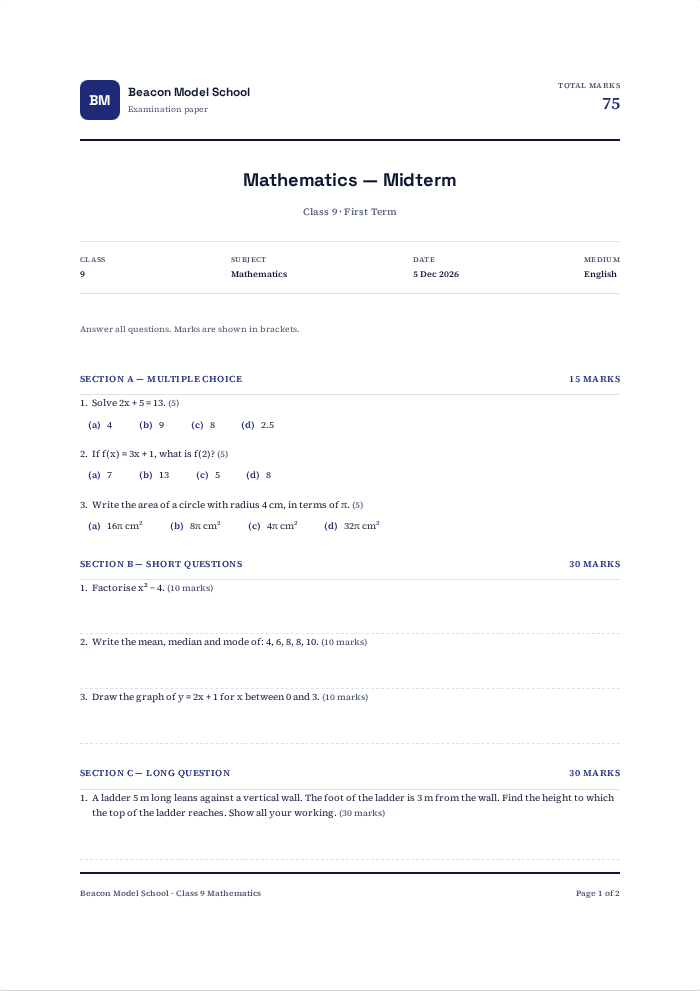 BM
Beacon Model School
Examination paper
TOTAL MARKS
75
Mathematics — Midterm
Class 9 · First Term
CLASS
9
SUBJECT
Mathematics
DATE
5 Dec 2026
MEDIUM
English
Answer all questions. Marks are shown in brackets.
SECTION A — MULTIPLE CHOICE 15 MARKS
1. Solve 2x + 5 = 13. (5)
(a) 4 (b) 9 (c) 8 (d) 2.5
2. If f(x) = 3x + 1, what is f(2)? (5)
(a) 7 (b) 13 (c) 5 (d) 8
3. Write the area of a circle with radius 4 cm, in terms of π. (5)
(a) 16π cm² (b) 8π cm² (c) 4π cm² (d) 32π cm²
SECTION B — SHORT QUESTIONS 30 MARKS
1. Factorise x² − 4. (10 marks)
2. Write the mean, median and mode of: 4, 6, 8, 8, 10. (10 marks)
3. Draw the graph of y = 2x + 1 for x between 0 and 3. (10 marks)
SECTION C — LONG QUESTION 30 MARKS
1. A ladder 5 m long leans against a vertical wall. The foot of the ladder is 3 m from the wall. Find the height to which
the top of the ladder reaches. Show all your working. (30 marks)
Beacon Model School · Class 9 Mathematics Page 1 of 2